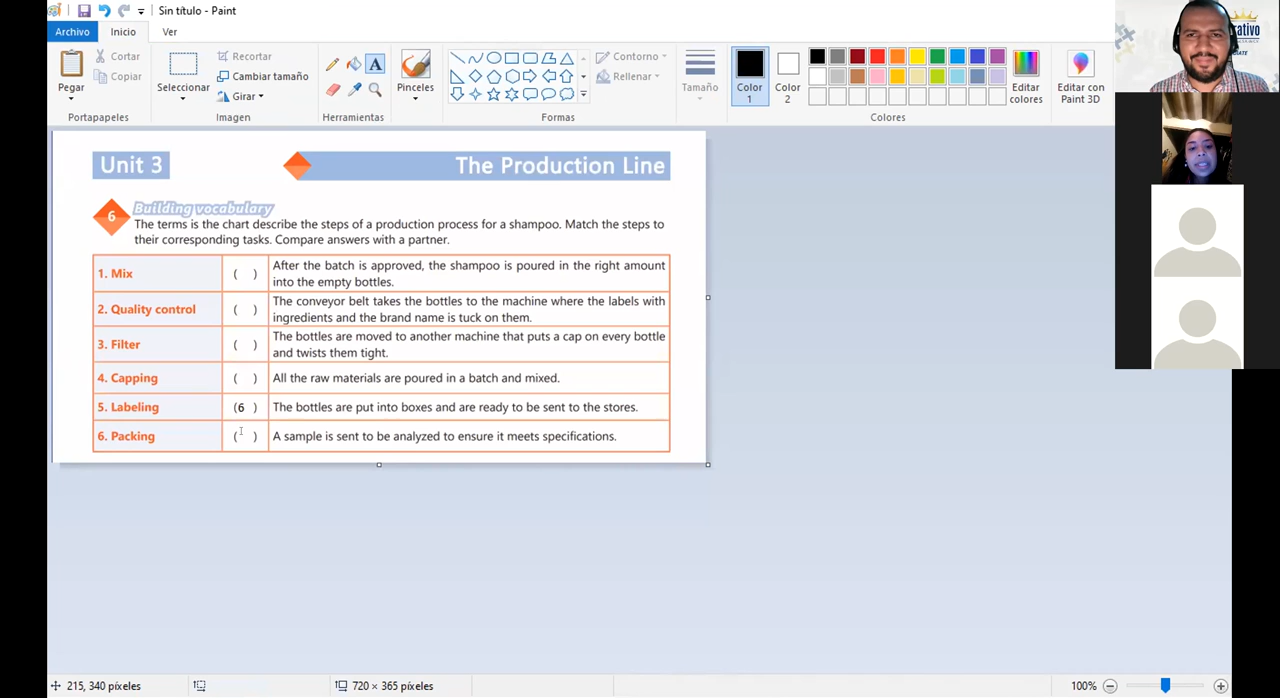 Sin título - Paint
Archivo Inicio Ver
Pegar
Cortar
Copiar
Portapapeles
Seleccionar
Recortar
Cambiar tamaño
Girar
Imagen
A
Herramientas
Pinceles
Contorno
Rellenar
Formas
Tamaño
Color 1
Color 2
Editar colores
Colores
Editar con Paint 3D
Unit 3
The Production Line
6
Building vocabulary
The terms is the chart describe the steps of a production process for a shampoo. Match the steps to
their corresponding tasks. Compare answers with a partner.
1. Mix ( ) After the batch is approved, the shampoo is poured in the right amount
into the empty bottles.
2. Quality control ( ) The conveyor belt takes the bottles to the machine where the labels with
ingredients and the brand name is tuck on them.
3. Filter ( ) The bottles are moved to another machine that puts a cap on every bottle
and twists them tight.
4. Capping ( ) All the raw materials are poured in a batch and mixed.
5. Labeling (6 ) The bottles are put into boxes and are ready to be sent to the stores.
6. Packing ( ) A sample is sent to be analyzed to ensure it meets specifications.
215, 340 píxeles
720 × 365 píxeles
100%